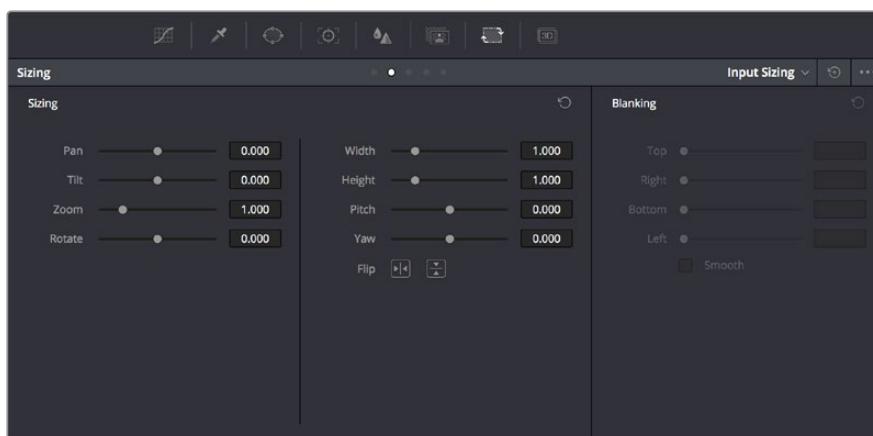 3D
Sizing
Input Sizing
Sizing
Pan 0.000
Tilt 0.000
Zoom 1.000
Rotate 0.000
Width 1.000
Height 1.000
Pitch 0.000
Yaw 0.000
Flip
Blanking
Top
Right
Bottom
Left
Smooth